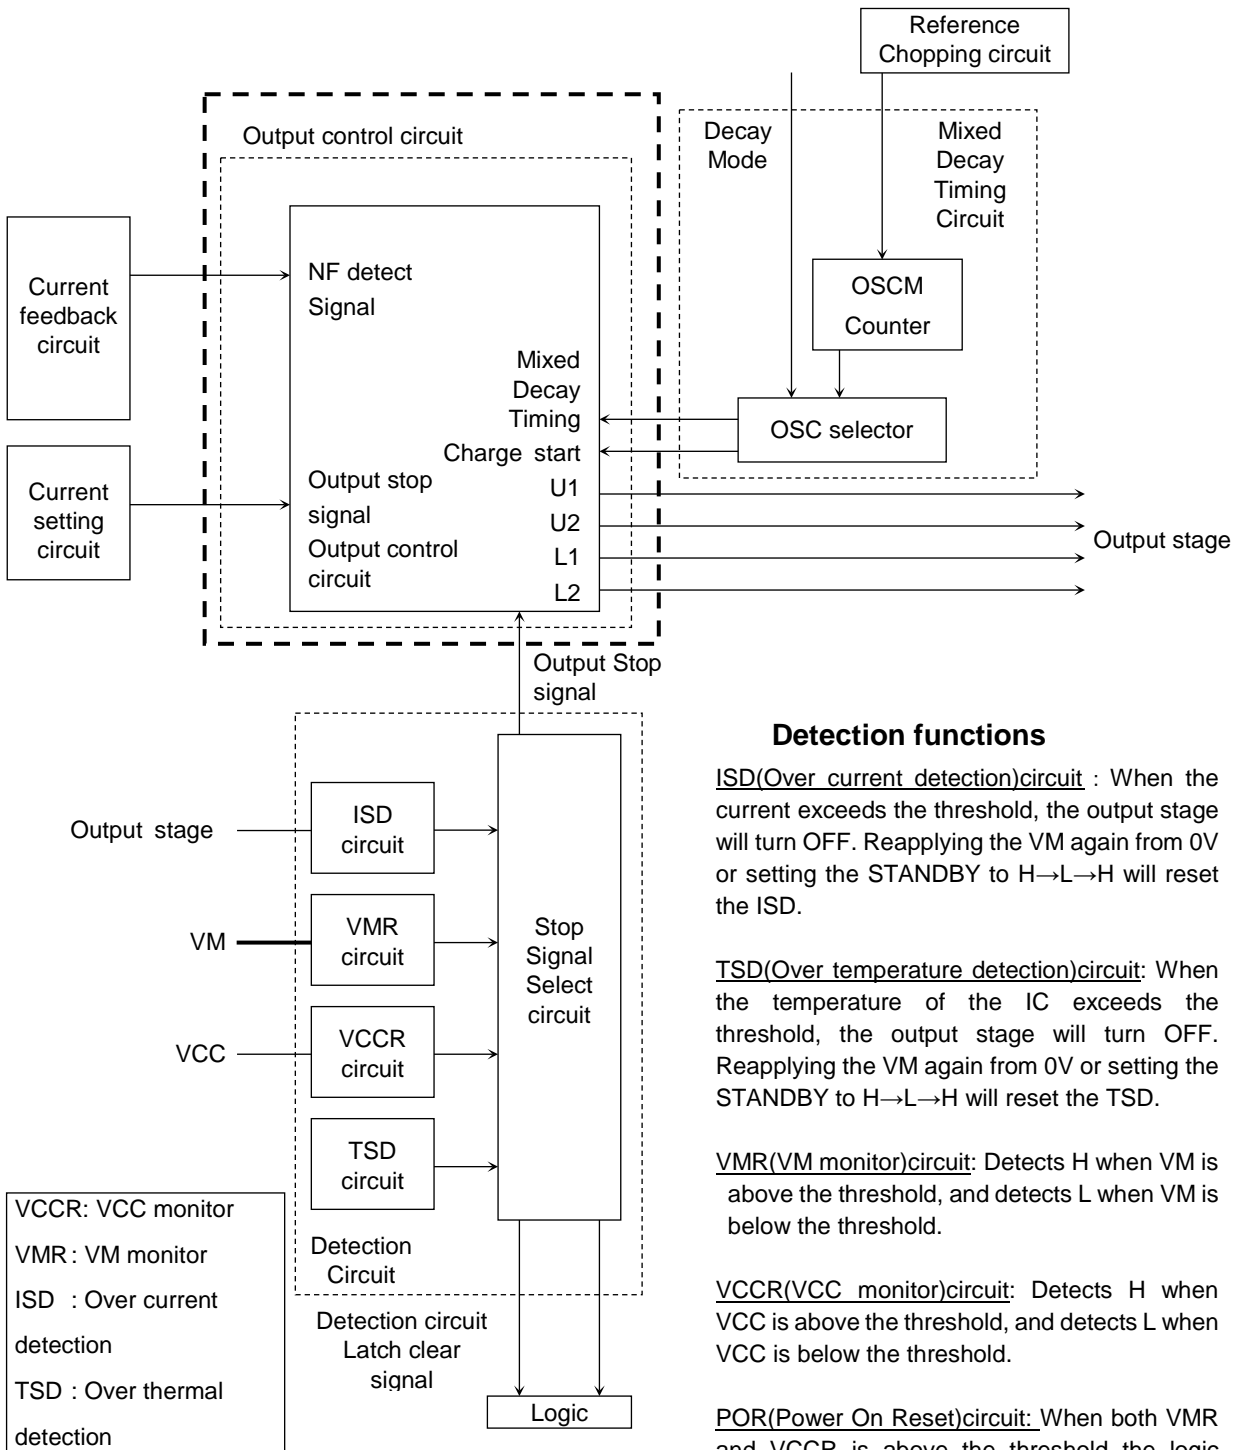 Reference
Chopping circuit
Output control circuit
Decay
Mode
Mixed
Decay
Timing
Circuit
Current
feedback
circuit
NF detect
Signal
OSCM
Counter
Mixed
Decay
Timing
OSC selector
Charge start
Current
setting
circuit
Output stop
signal
Output control
circuit
U1
U2
L1
L2
Output stage
Output Stop
signal
Output stage
ISD
circuit
VM
VMR
circuit
VCC
VCCR
circuit
TSD
circuit
Stop
Signal
Select
circuit
Detection
Circuit
Detection circuit
Latch clear
signal
Logic
VCCR: VCC monitor
VMR : VM monitor
ISD : Over current
detection
TSD : Over thermal
detection
Detection functions
ISD(Over current detection)circuit : When the
current exceeds the threshold, the output stage
will turn OFF. Reapplying the VM again from 0V
or setting the STANDBY to H→L→H will reset
the ISD.
TSD(Over temperature detection)circuit: When
the temperature of the IC exceeds the
threshold, the output stage will turn OFF.
Reapplying the VM again from 0V or setting the
STANDBY to H→L→H will reset the TSD.
VMR(VM monitor)circuit: Detects H when VM is
above the threshold, and detects L when VM is
below the threshold.
VCCR(VCC monitor)circuit: Detects H when
VCC is above the threshold, and detects L when
VCC is below the threshold.
POR(Power On Reset)circuit: When both VMR
and VCCR is above the threshold the logic